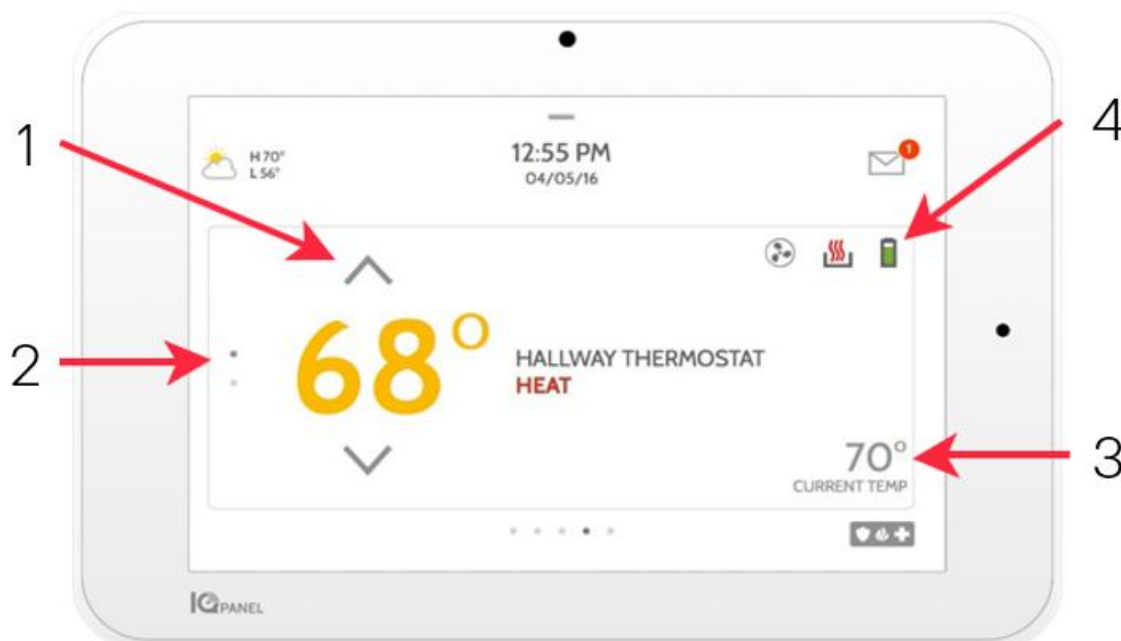 1
4
H 70°
L 56°
12:55 PM
04/05/16
1
2
68°
HALLWAY THERMOSTAT
HEAT
70°
CURRENT TEMP
3
IQ PANEL